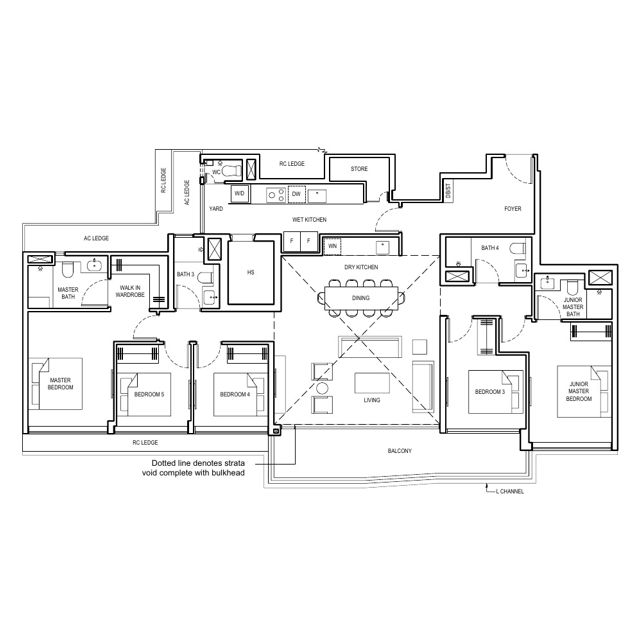 RC LEDGE
AC LEDGE
WC
RC LEDGE
STORE
DB/ST
W/D
DW
YARD
WET KITCHEN
FOYER
AC LEDGE
F
F
WN
BATH 4
MASTER
BATH
WALK IN
WARDROBE
BATH 3
HS
DRY KITCHEN
DINING
JUNIOR
MASTER
BATH
MASTER
BEDROOM
BEDROOM 5
BEDROOM 4
LIVING
BEDROOM 3
JUNIOR
MASTER
BEDROOM
RC LEDGE
BALCONY
Dotted line denotes strata
void complete with bulkhead
L CHANNEL